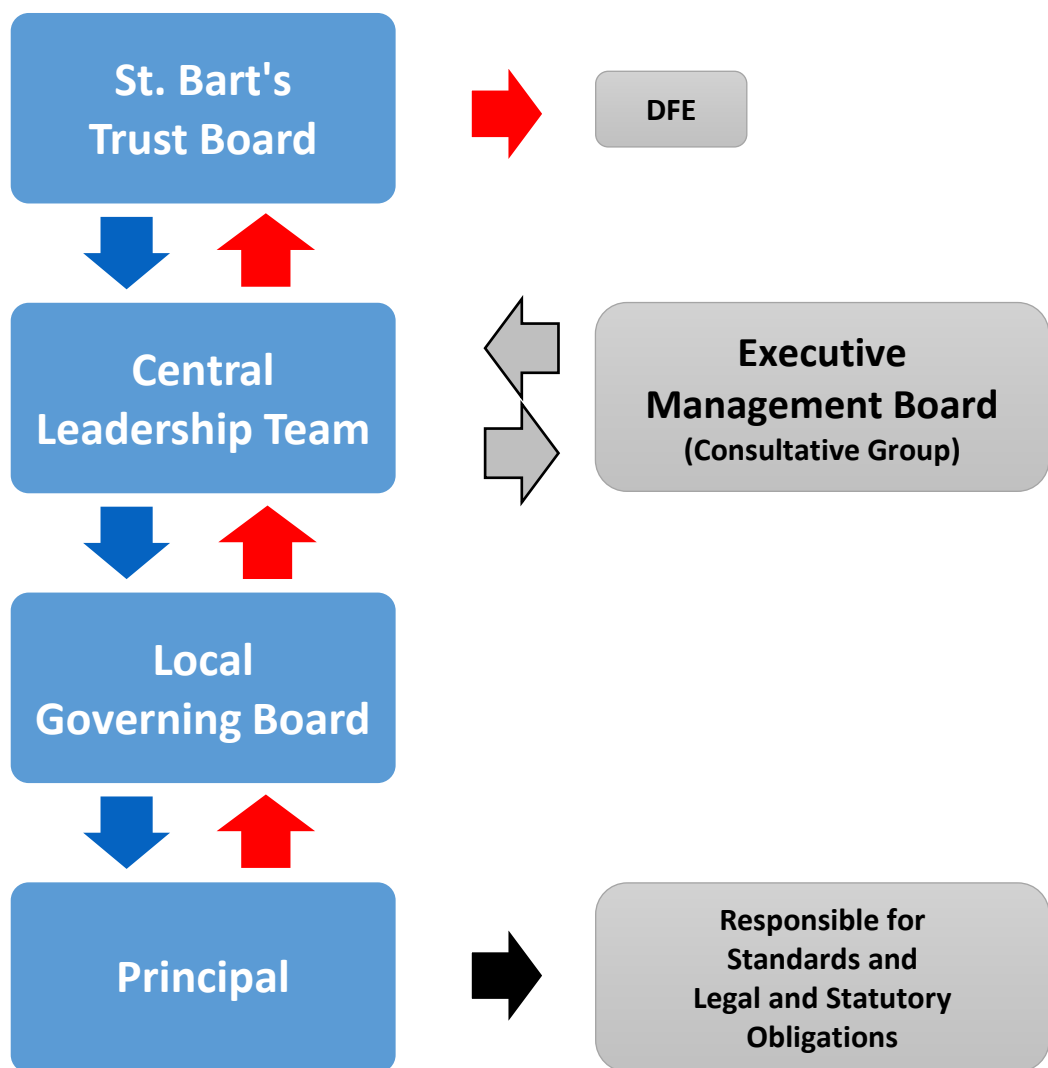 St. Bart's
Trust Board
DFE
Central
Leadership Team
Executive
Management Board
(Consultative Group)
Local
Governing Board
Principal
Responsible for
Standards and
Legal and Statutory
Obligations